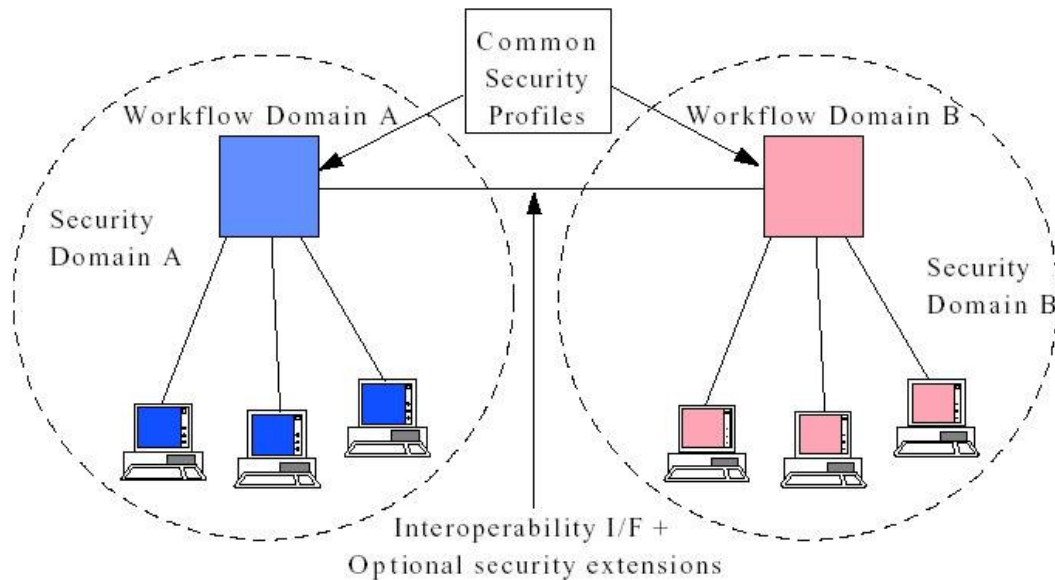 Common
Security
Profiles
Workflow Domain A
Workflow Domain B
Security
Domain A
Security
Domain B
Interoperability I/F +
Optional security extensions